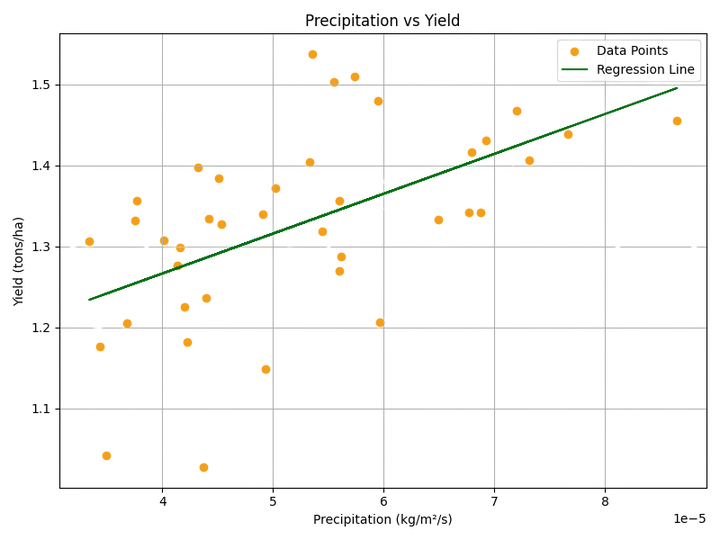 Precipitation vs Yield
Data Points
Regression Line
1.5
1.4
1.3
1.2
1.1
Yield (tons/ha)
4 5 6 7 8
1e−5
Precipitation (kg/m²/s)